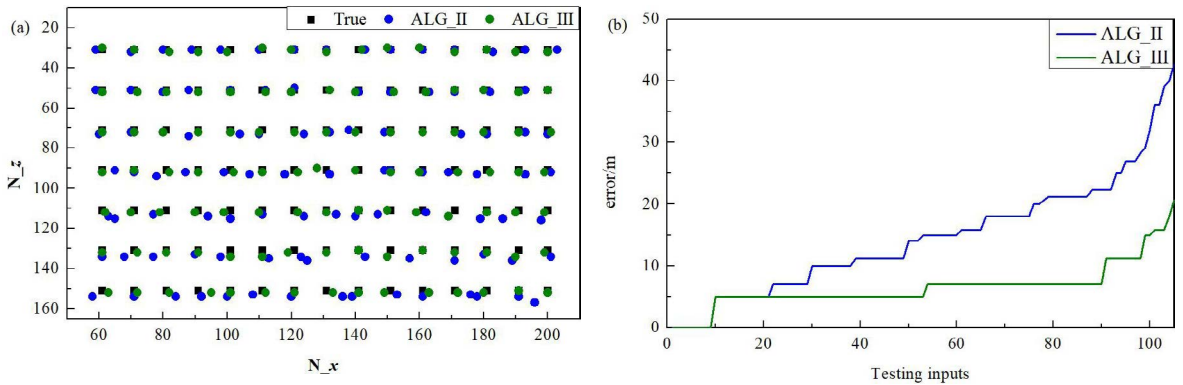 (a)
True ALG_II ALG_III
20
40
60
80
100
120
140
160
N_z
60 80 100 120 140 160 180 200
N_x
(b)
ALG_II
ALG_III
50
40
30
20
10
0
error/m
0 20 40 60 80 100
Testing inputs